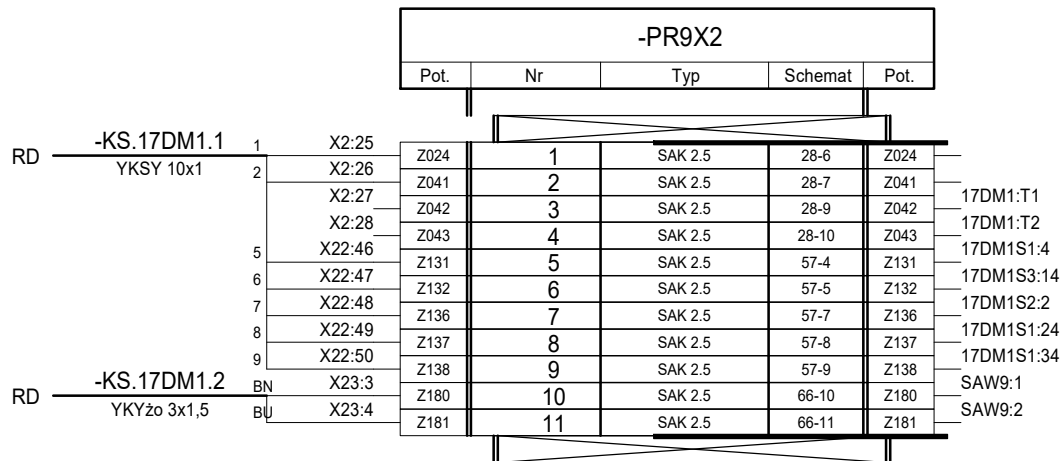 -PR9X2
Pot. Nr Typ Schemat Pot.
-KS.17DM1.1 1 X2:25
RD YKSY 10x1 Z024 1 SAK 2.5 28-6 Z024
2 X2:26
Z041 2 SAK 2.5 28-7 Z041
X2:27 17DM1:T1
Z042 3 SAK 2.5 28-9 Z042
X2:28 17DM1:T2
Z043 4 SAK 2.5 28-10 Z043
5 X22:46 17DM1S1:4
Z131 5 SAK 2.5 57-4 Z131
6 X22:47 17DM1S3:14
Z132 6 SAK 2.5 57-5 Z132
7 X22:48 17DM1S2:2
Z136 7 SAK 2.5 57-7 Z136
8 X22:49 17DM1S1:24
Z137 8 SAK 2.5 57-8 Z137
9 X22:50 17DM1S1:34
Z138 9 SAK 2.5 57-9 Z138
-KS.17DM1.2 BN X23:3 SAW9:1
RD Z180 10 SAK 2.5 66-10 Z180
YKYżo 3x1,5 BU X23:4 SAW9:2
Z181 11 SAK 2.5 66-11 Z181